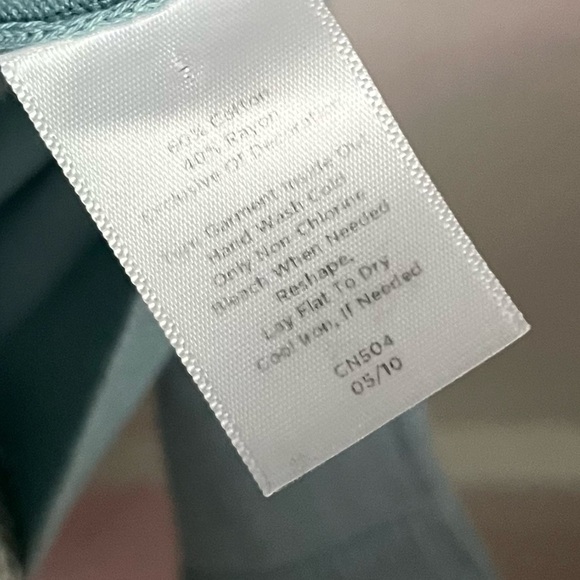 60% Cotton
40% Rayon
Exclusive Of Decoration
Turn Garment Inside Out
Hand Wash Cold
Only Non-Chlorine
Bleach When Needed
Reshape,
Lay Flat To Dry
Cool Iron, If Needed
CN504
05/10